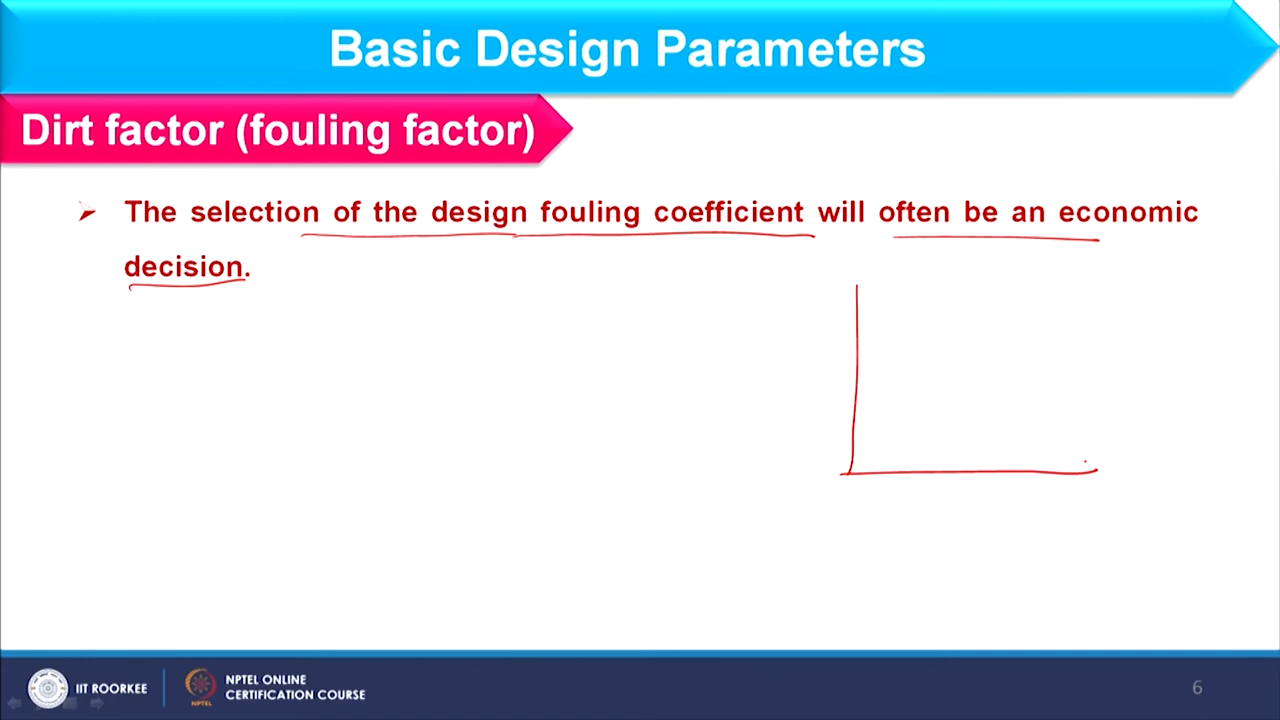 Basic Design Parameters
Dirt factor (fouling factor)
The selection of the design fouling coefficient will often be an economic
decision.
IIT ROORKEE
NPTEL
NPTEL ONLINE
CERTIFICATION COURSE
6